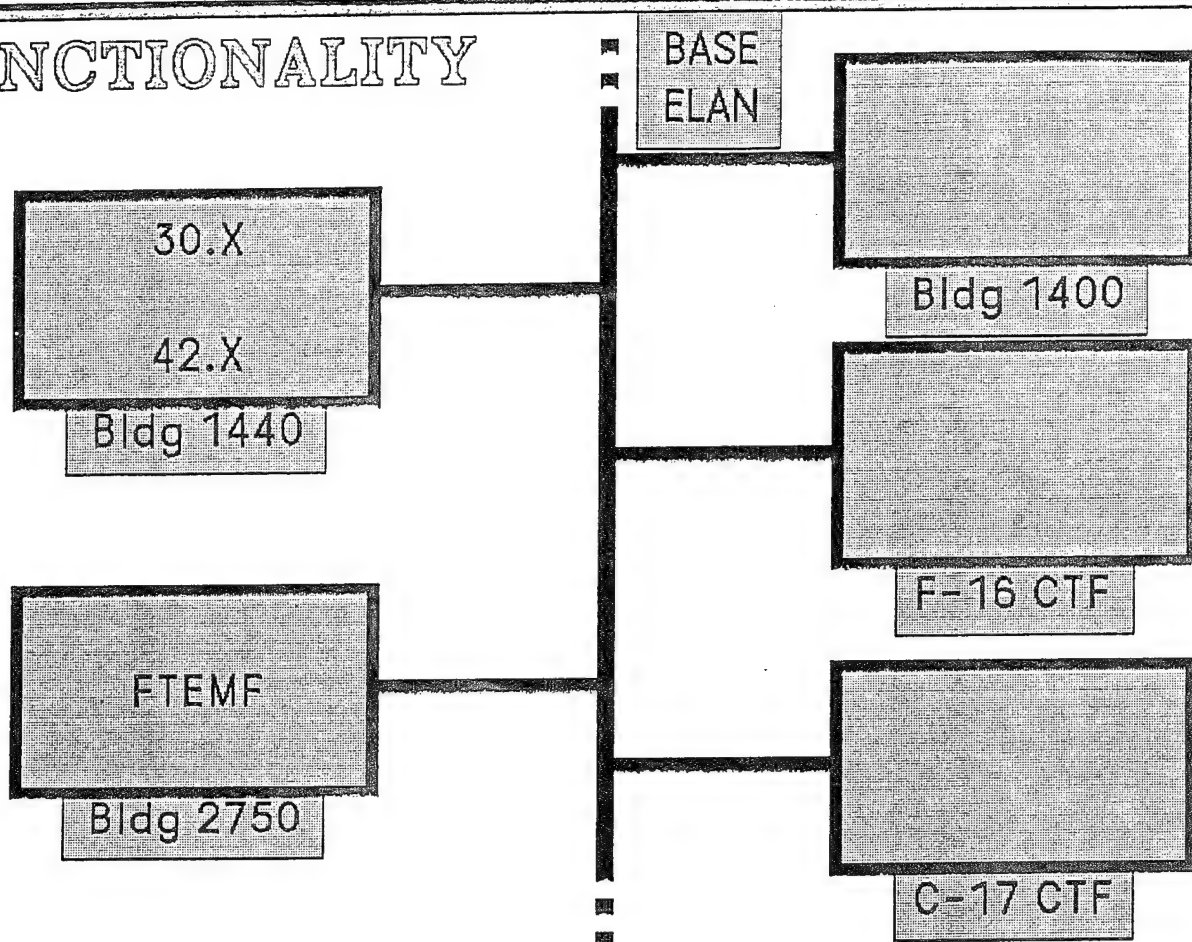 NCTIONALITY
BASE
ELAN
30.X
42.X
Bldg 1440
Bldg 1400
F-16 CTF
FTEMF
Bldg 2750
C-17 CTF